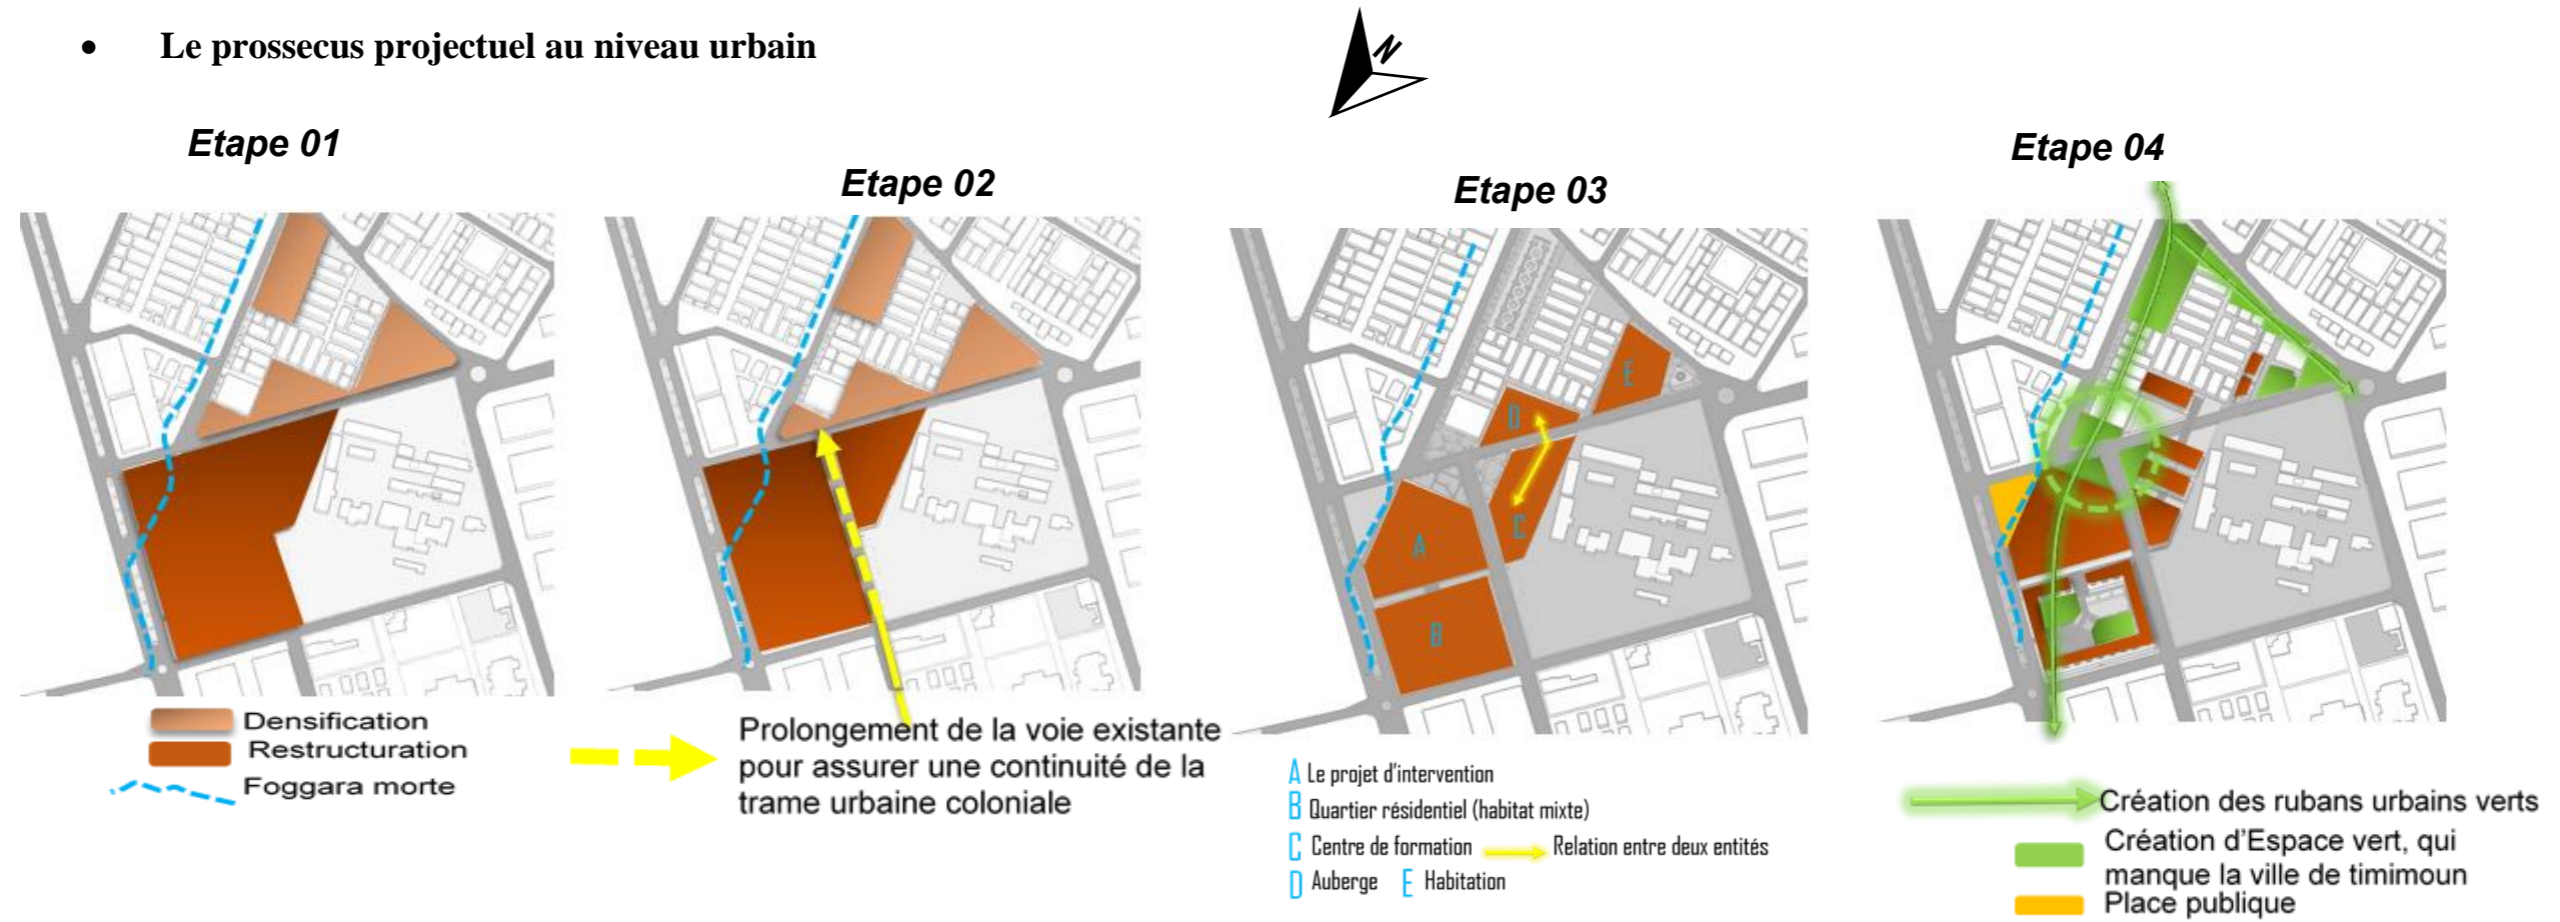 • Le prossecus projectuel au niveau urbain
N
Etape 01
Etape 02
Etape 03
Etape 04
E
D
C
A
B
Densification
Restructuration
Foggara morte
Prolongement de la voie existante
pour assurer une continuité de la
trame urbaine coloniale
A Le projet d'intervention
B Quartier résidentiel (habitat mixte)
C Centre de formation
Relation entre deux entités
D Auberge E Habitation
Création des rubans urbains verts
Création d'Espace vert, qui
manque la ville de timimoun
Place publique